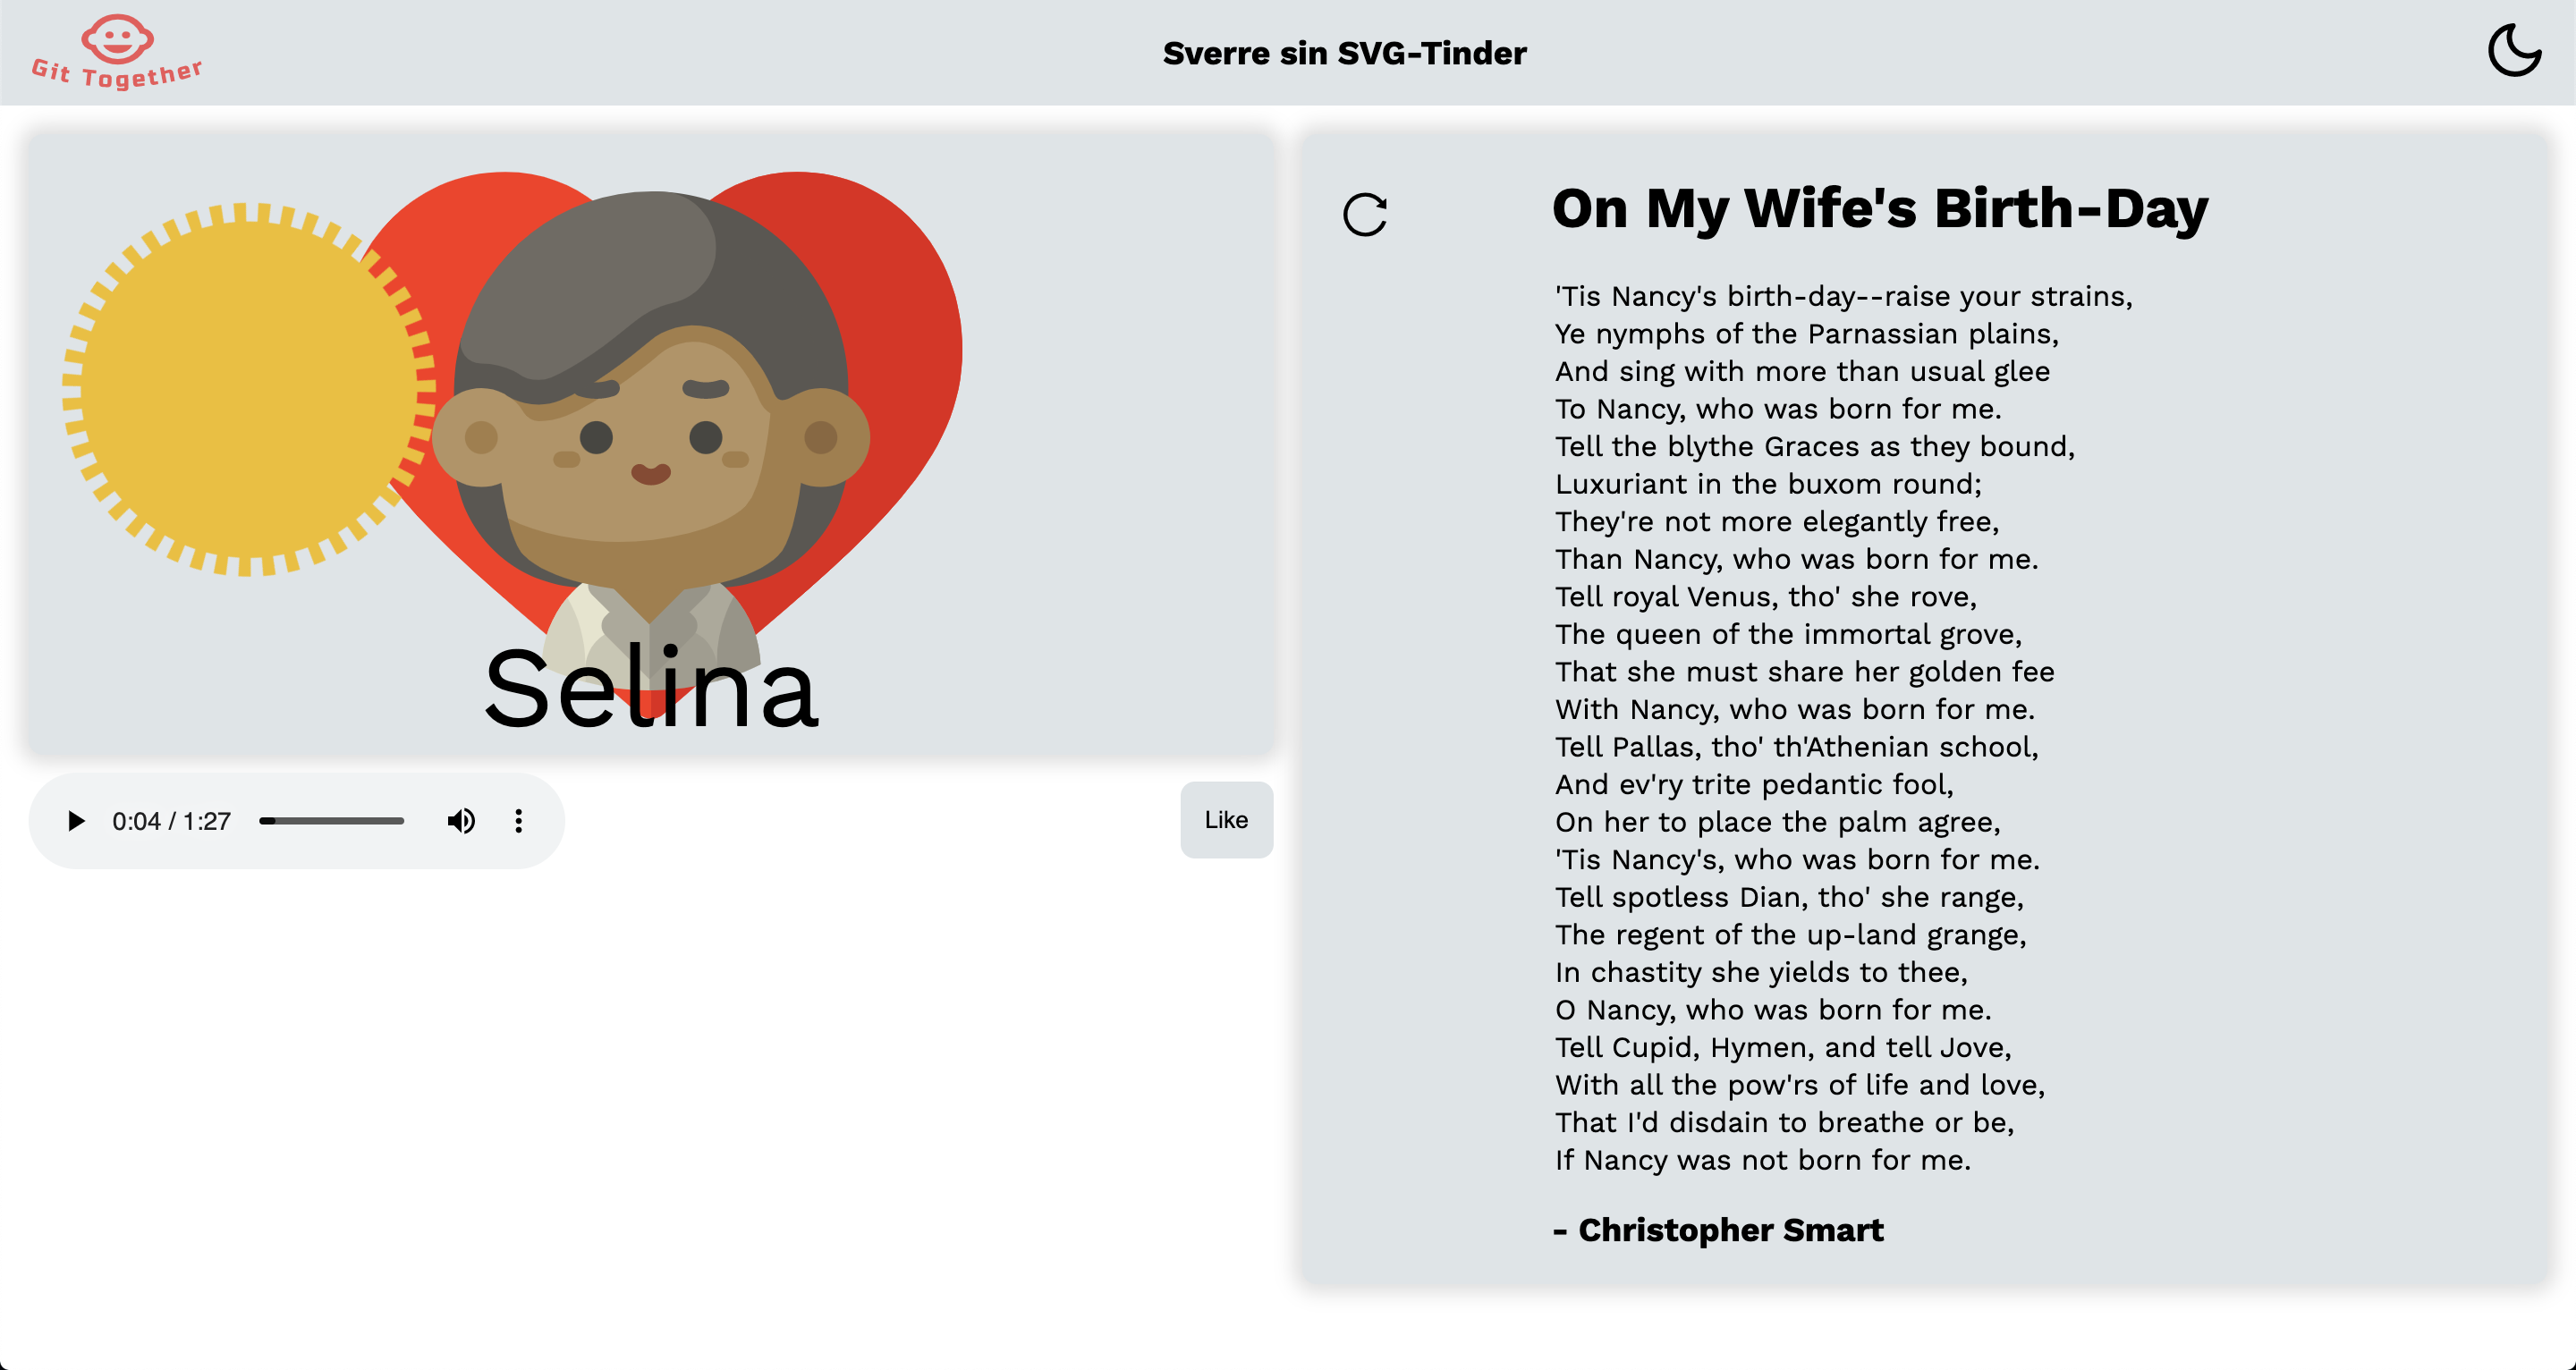 Git Together
Sverre sin SVG-Tinder
Selina
0:04 / 1:27
Like
On My Wife's Birth-Day
'Tis Nancy's birth-day--raise your strains,
Ye nymphs of the Parnassian plains,
And sing with more than usual glee
To Nancy, who was born for me.
Tell the blythe Graces as they bound,
Luxuriant in the buxom round;
They're not more elegantly free,
Than Nancy, who was born for me.
Tell royal Venus, tho' she rove,
The queen of the immortal grove,
That she must share her golden fee
With Nancy, who was born for me.
Tell Pallas, tho' th'Athenian school,
And ev'ry trite pedantic fool,
On her to place the palm agree,
'Tis Nancy's, who was born for me.
Tell spotless Dian, tho' she range,
The regent of the up-land grange,
In chastity she yields to thee,
O Nancy, who was born for me.
Tell Cupid, Hymen, and tell Jove,
With all the pow'rs of life and love,
That I'd disdain to breathe or be,
If Nancy was not born for me.
- Christopher Smart